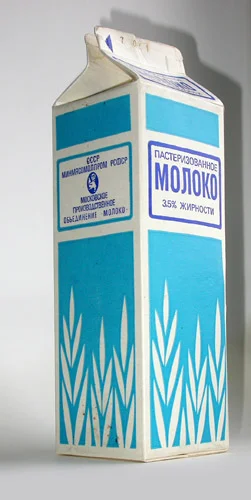 СССР
МИНМЯСОМОЛПРОМ РСФСР
МОСКОВСКОЕ
ПРОИЗВОДСТВЕННОЕ
ОБЪЕДИНЕНИЕ „МОЛОКО“
ПАСТЕРИЗОВАННОЕ
МОЛОКО
3.5% ЖИРНОСТИ